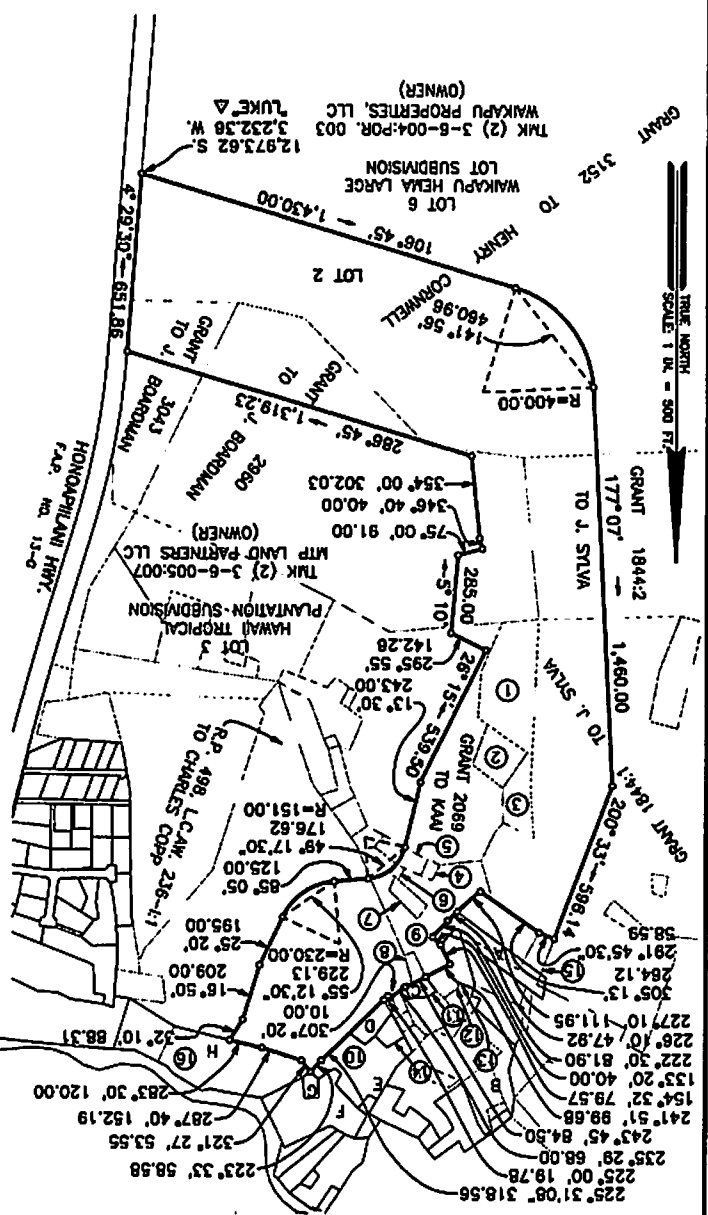 225° 31'08" 318.56
225° 00' 19.78
235° 29' 68.00
243° 45' 84.50
241° 51' 99.68
154° 32' 79.57
133° 20' 40.00
222° 30' 81.90
226° 10' 47.92
227° 10' 111.95
305° 13'
284.12
291° 45'30"
58.59
223° 33' 58.58
321° 27' 53.55
287° 40' 152.19
283° 30' 120.00
32° 10' 88.31
B
C
D
E
F
G
H
16
15
14
13
12
11
10
9
8
7
6
5
4
3
2
1
307° 20'
10.00
55° 12'30"
229.13
R=230.00
16° 50'
209.00
25° 20'
195.00
85° 05'
125.00
49° 17'30"
176.62
R=151.00
R.P. 498, L.C.AW. 236-I:1
TO CHARLES COPP
GRANT 1844:1
TO J. SYLVA
200° 33' 596.14
GRANT 2069
TO KAAI
26° 15' 539.50
13° 30'
243.00
295° 55'
142.28
5° 10'
285.00
LOT 3
HAWAII TROPICAL
PLANTATION SUBDIVISION
TMK (2) 3-6-005:007
MTP LAND PARTNERS LLC
(OWNER)
75° 00' 91.00
346° 40' 40.00
354° 00' 302.03
286° 45'
1,319.23
GRANT 2960
TO J. BOARDMAN
GRANT 3043
TO J. BOARDMAN
HONOAPIILANI HWY.
F.A.P. NO. 13-G
GRANT 1844:2
TO J. SYLVA
177° 07' 1,460.00
TRUE NORTH
SCALE: 1 IN. = 500 FT.
R=400.00
141° 56'
460.96
GRANT 3152 TO HENRY CORNWELL
LOT 2
106° 45' 1,430.00
4° 29'30" 651.86
LOT 6
WAIKAPU HEMA LARGE
LOT SUBDIVISION
TMK (2) 3-6-004:POR. 003
WAIKAPU PROPERTIES, LLC
(OWNER)
12,973.62 S.
3,232.38 W.
"LUKE" △